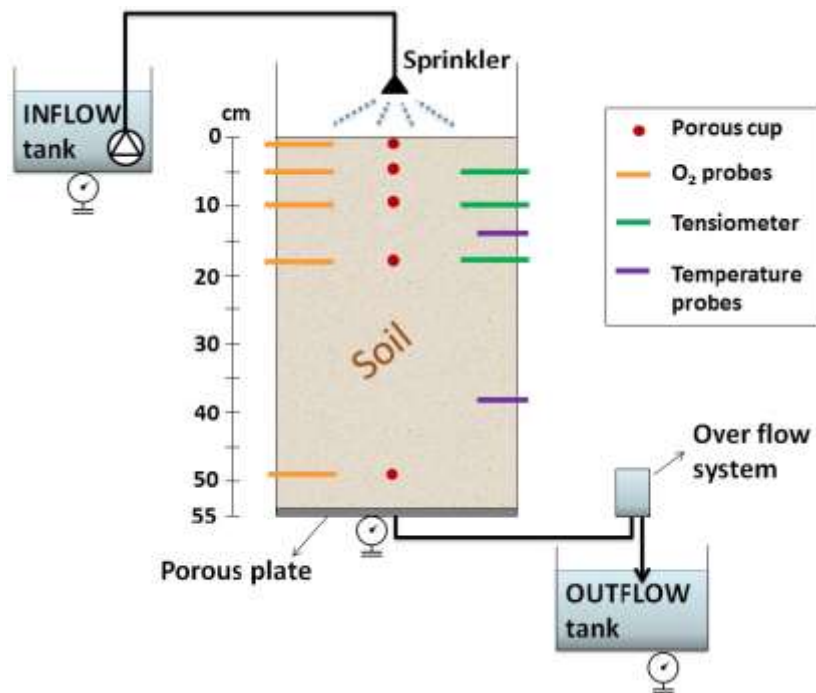 Sprinkler
INFLOW
tank
cm
0
10
20
30
40
50
55
Soil
Porous cup
O₂ probes
Tensiometer
Temperature
probes
Over flow
system
Porous plate
OUTFLOW
tank